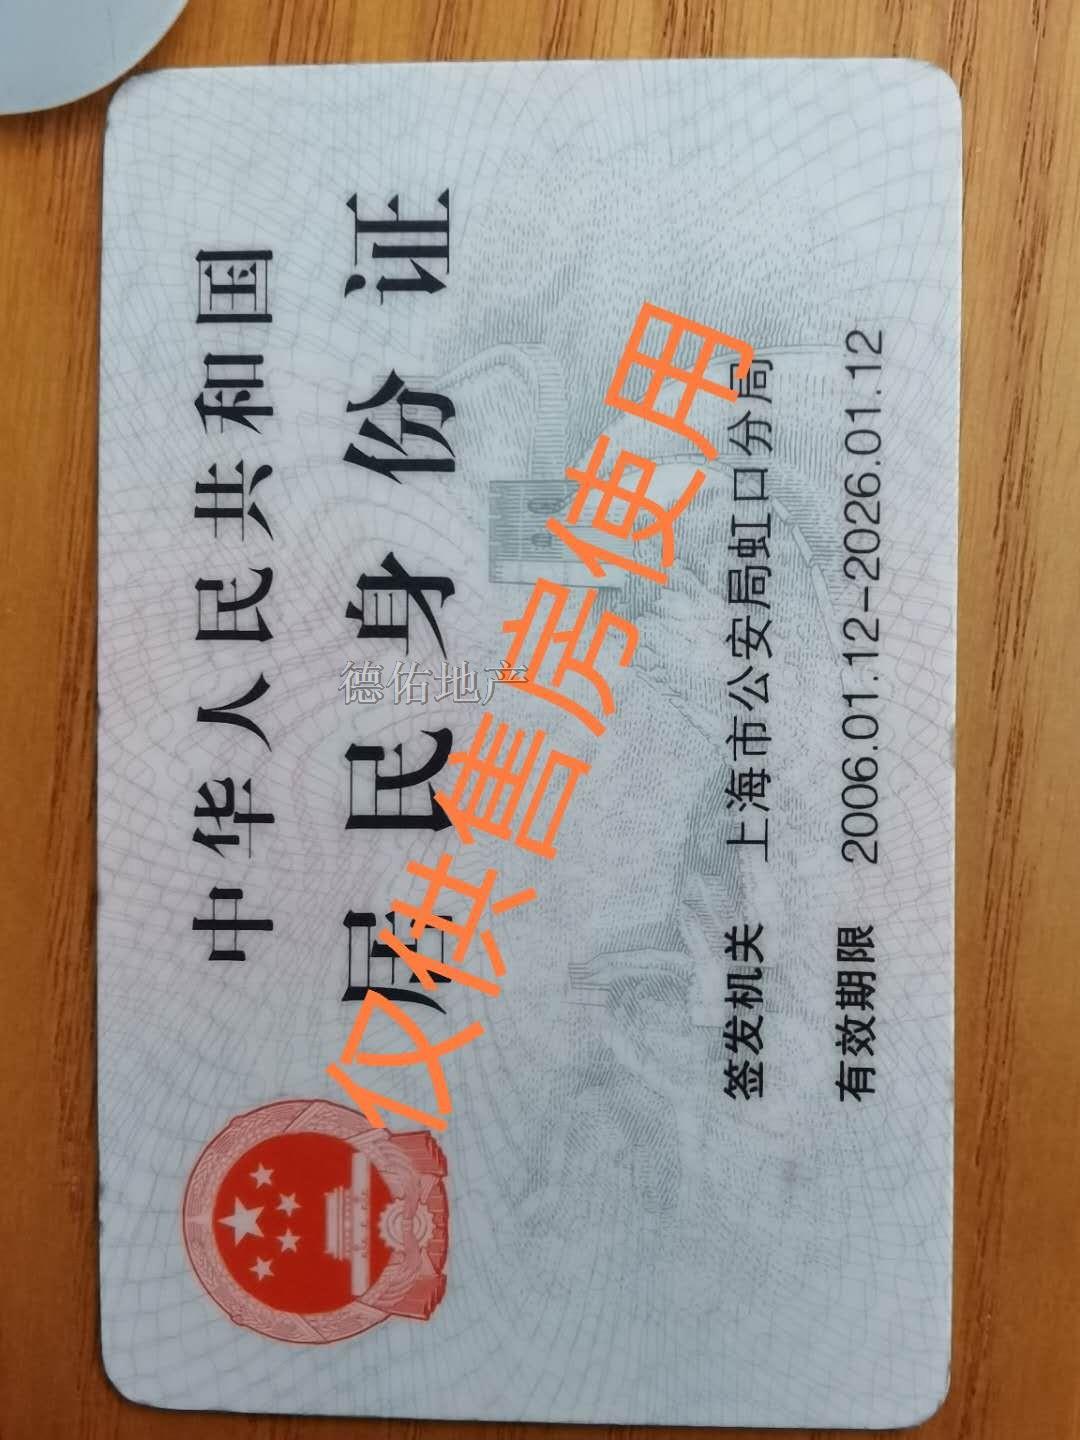 中华人民共和国
居民身份证
签发机关 上海市公安局虹口分局
有效期限 2006.01.12-2026.01.12
仅供售房使用
德佑地产